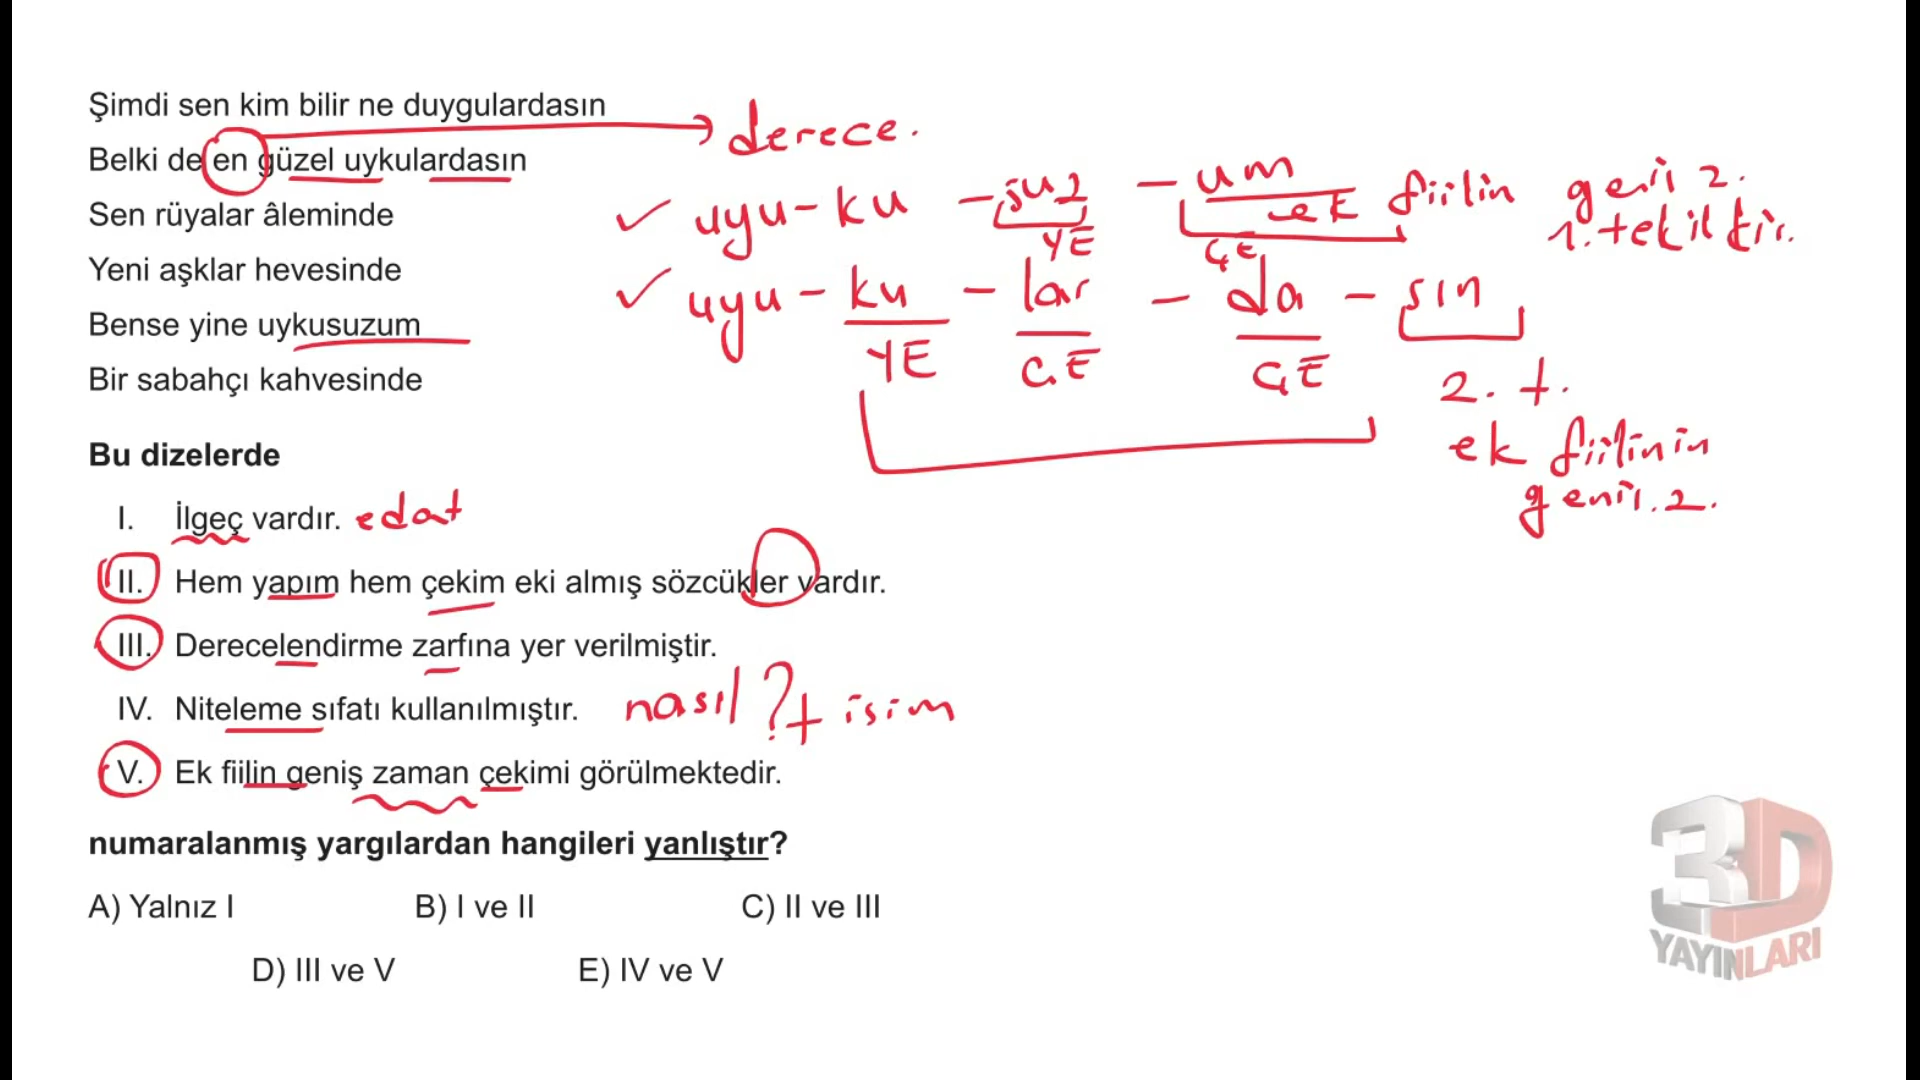 Şimdi sen kim bilir ne duygulardasın
Belki de en güzel uykulardasın
Sen rüyalar âleminde
Yeni aşklar hevesinde
Bense yine uykusuzum
Bir sabahçı kahvesinde
derece.
✓ uyu-ku -suz -um ek fiilin geniş z.
YE ÇE 1. tekildir.
✓ uyu - ku - lar - da - sın
YE ÇE ÇE 2. t.
ek fiilinin
geniş. z.
Bu dizelerde
I. İlgeç vardır. edat
II. Hem yapım hem çekim eki almış sözcükler vardır.
III. Derecelendirme zarfına yer verilmiştir.
IV. Niteleme sıfatı kullanılmıştır. nasıl? + isim
V. Ek fiilin geniş zaman çekimi görülmektedir.
numaralanmış yargılardan hangileri yanlıştır?
A) Yalnız I B) I ve II C) II ve III
D) III ve V E) IV ve V
3D
YAYINLARI